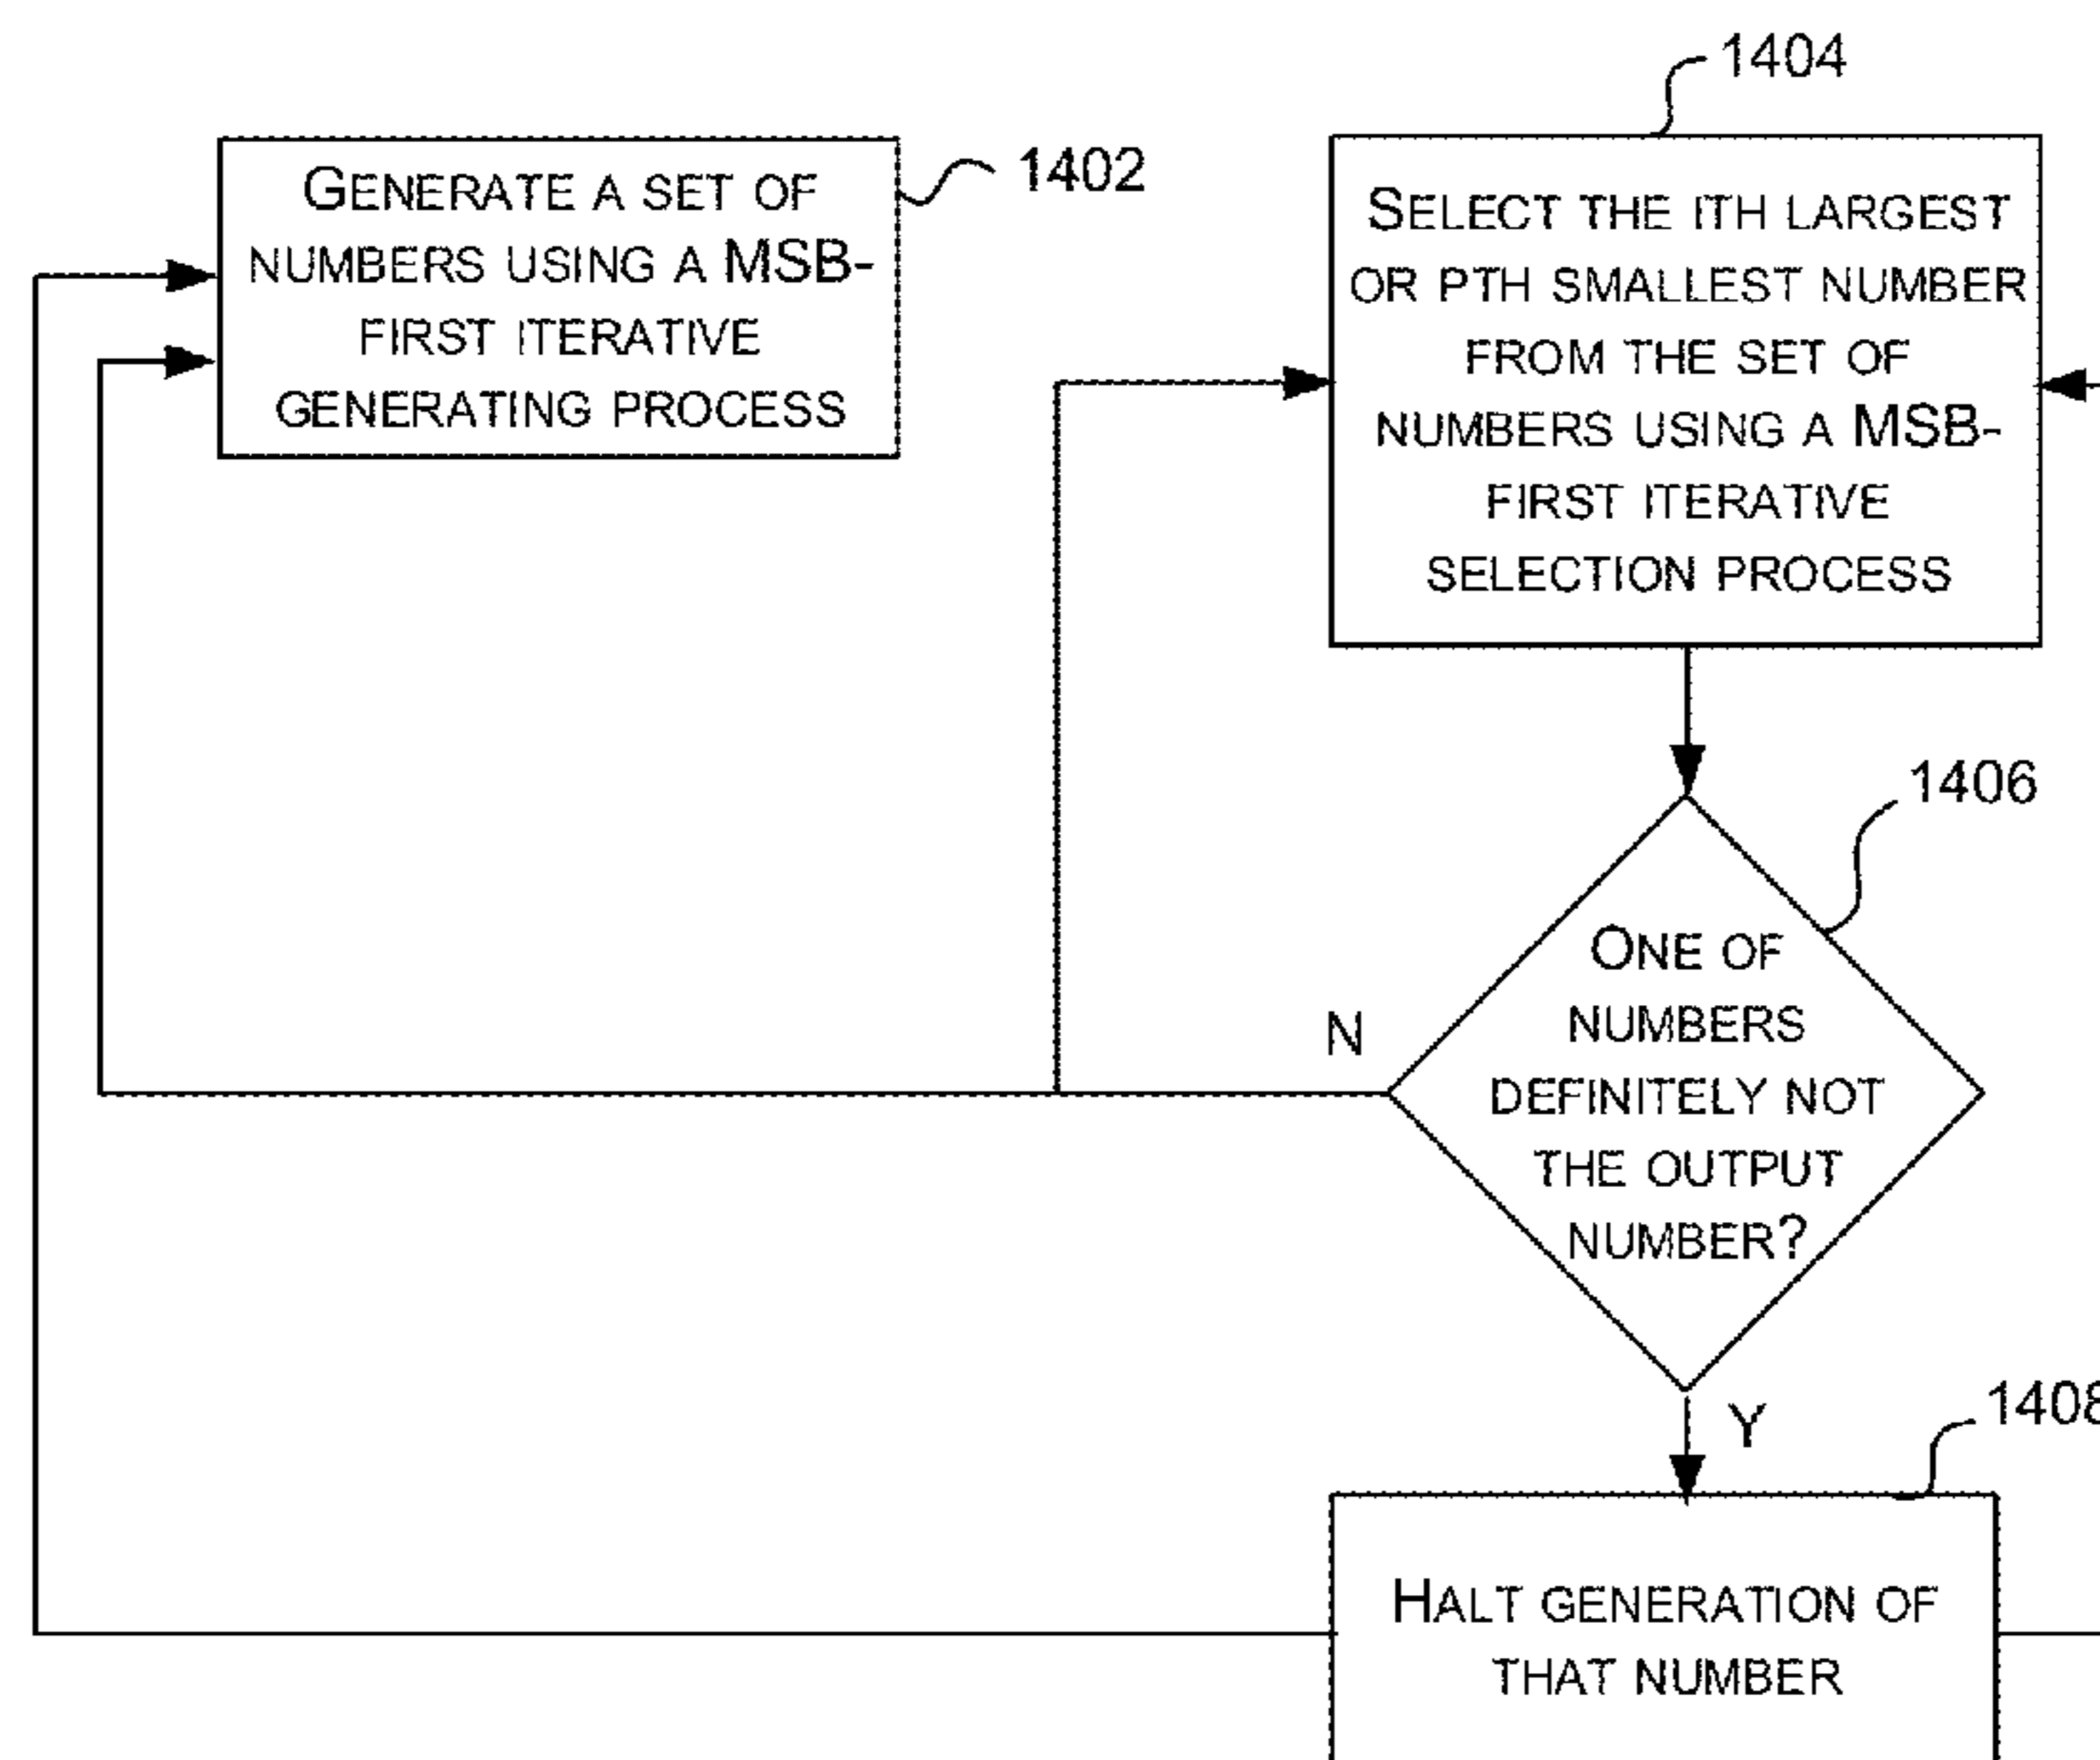 1404
1402
GENERATE A SET OF
NUMBERS USING A MSB-
FIRST ITERATIVE
GENERATING PROCESS
SELECT THE ITH LARGEST
OR PTH SMALLEST NUMBER
FROM THE SET OF
NUMBERS USING A MSB-
FIRST ITERATIVE
SELECTION PROCESS
1406
ONE OF
NUMBERS
DEFINITELY NOT
THE OUTPUT
NUMBER?
N
Y
1408
HALT GENERATION OF
THAT NUMBER